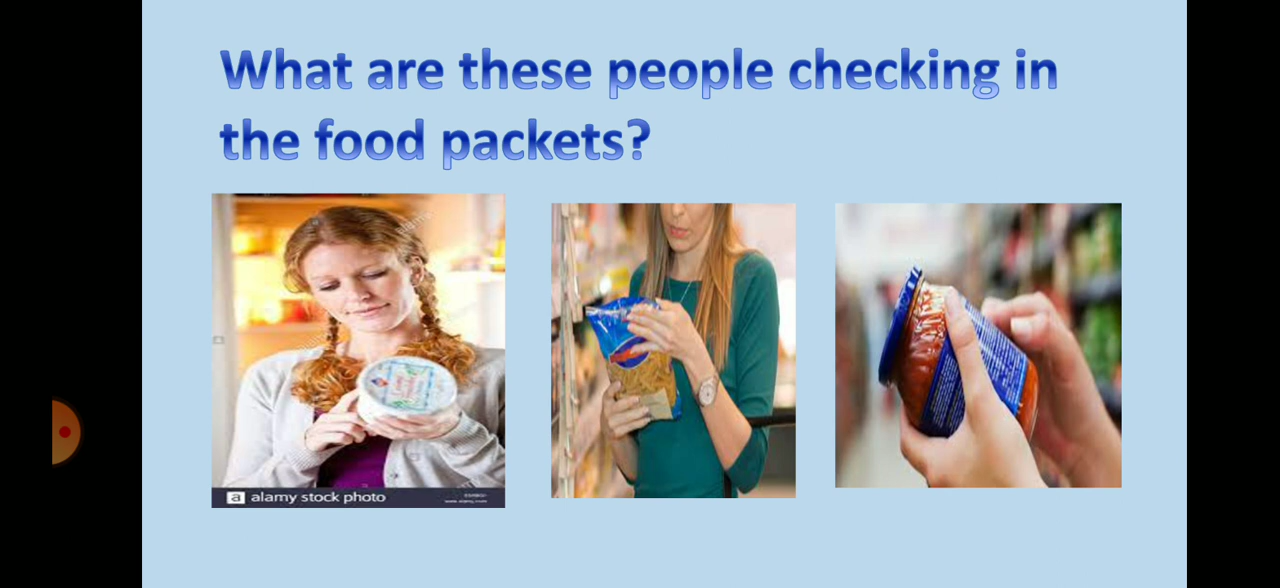 What are these people checking in
the food packets?
a alamy stock photo